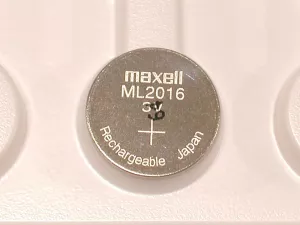 maxell
ML2016
3V
+
Rechargeable Japan